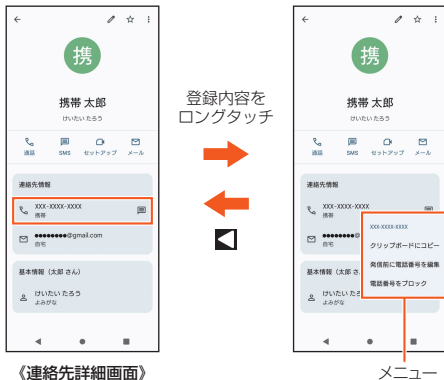 携
携帯 太郎
けいたい たろう
通話 SMS セットアップ メール
連絡先情報
XXX-XXXX-XXXX
携帯
●●●●●●●●@gmail.com
自宅
基本情報（太郎 さん）
けいたい たろう
よみがな
《連絡先詳細画面》
登録内容を
ロングタッチ
携
携帯 太郎
けいたい たろう
通話 SMS セットアップ メール
連絡先情報
XXX-XXXX-XXXX
携帯
●●●●●●●●@
自宅
基本情報（太郎 さ
けいたい たろ
よみがな
XXX-XXXX-XXXX
クリップボードにコピー
発信前に電話番号を編集
電話番号をブロック
メニュー